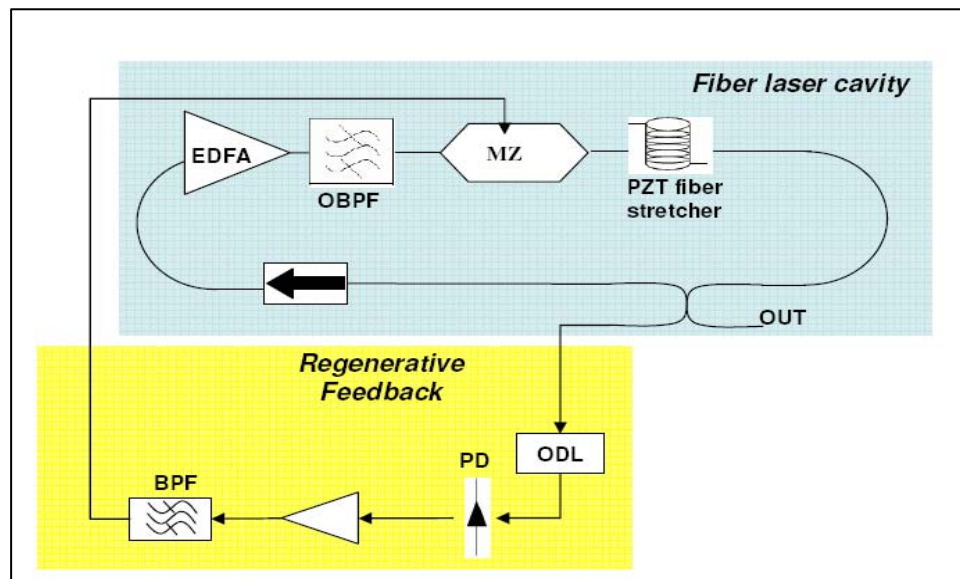 Fiber laser cavity
EDFA
OBPF
MZ
PZT fiber
stretcher
OUT
Regenerative
Feedback
ODL
PD
BPF